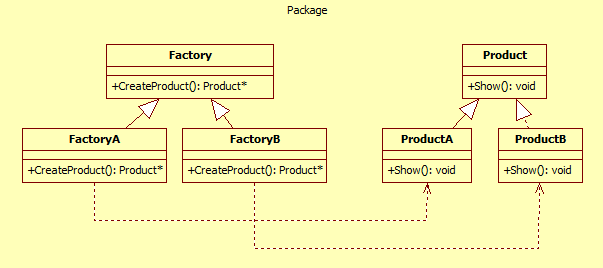 Package
Factory
+CreateProduct(): Product*
Product
+Show(): void
FactoryA
+CreateProduct(): Product*
FactoryB
+CreateProduct(): Product*
ProductA
+Show(): void
ProductB
+Show(): void